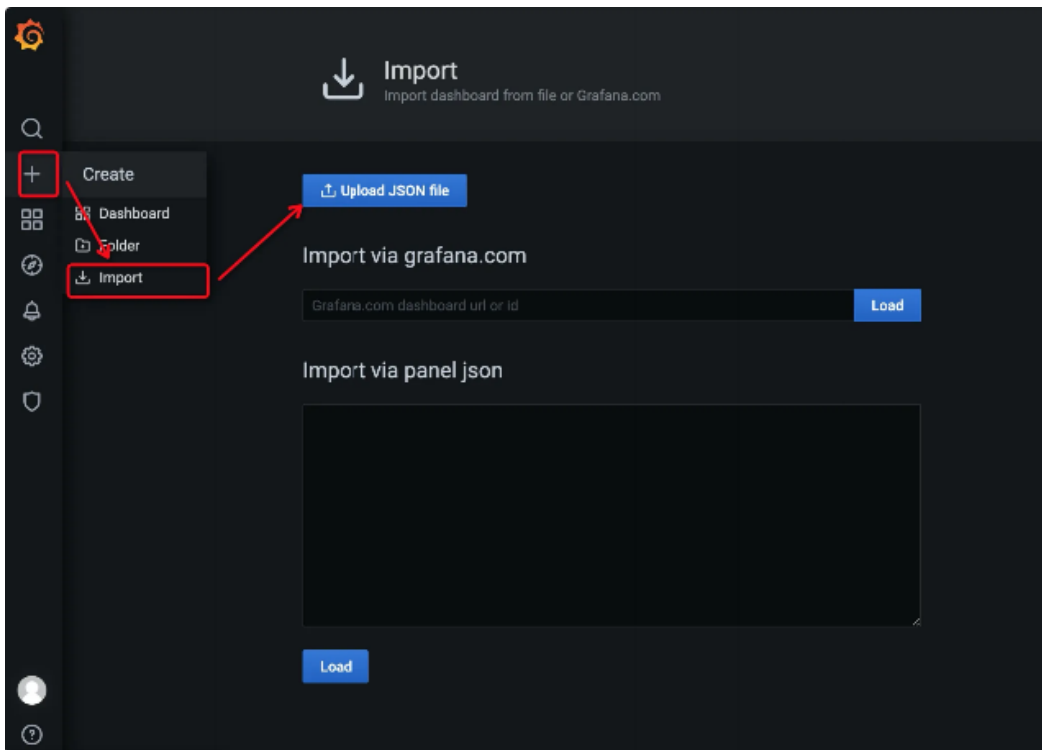 Import
Import dashboard from file or Grafana.com
Create
Dashboard
Folder
Import
Upload JSON file
Import via grafana.com
Grafana.com dashboard url or id
Load
Import via panel json
Load